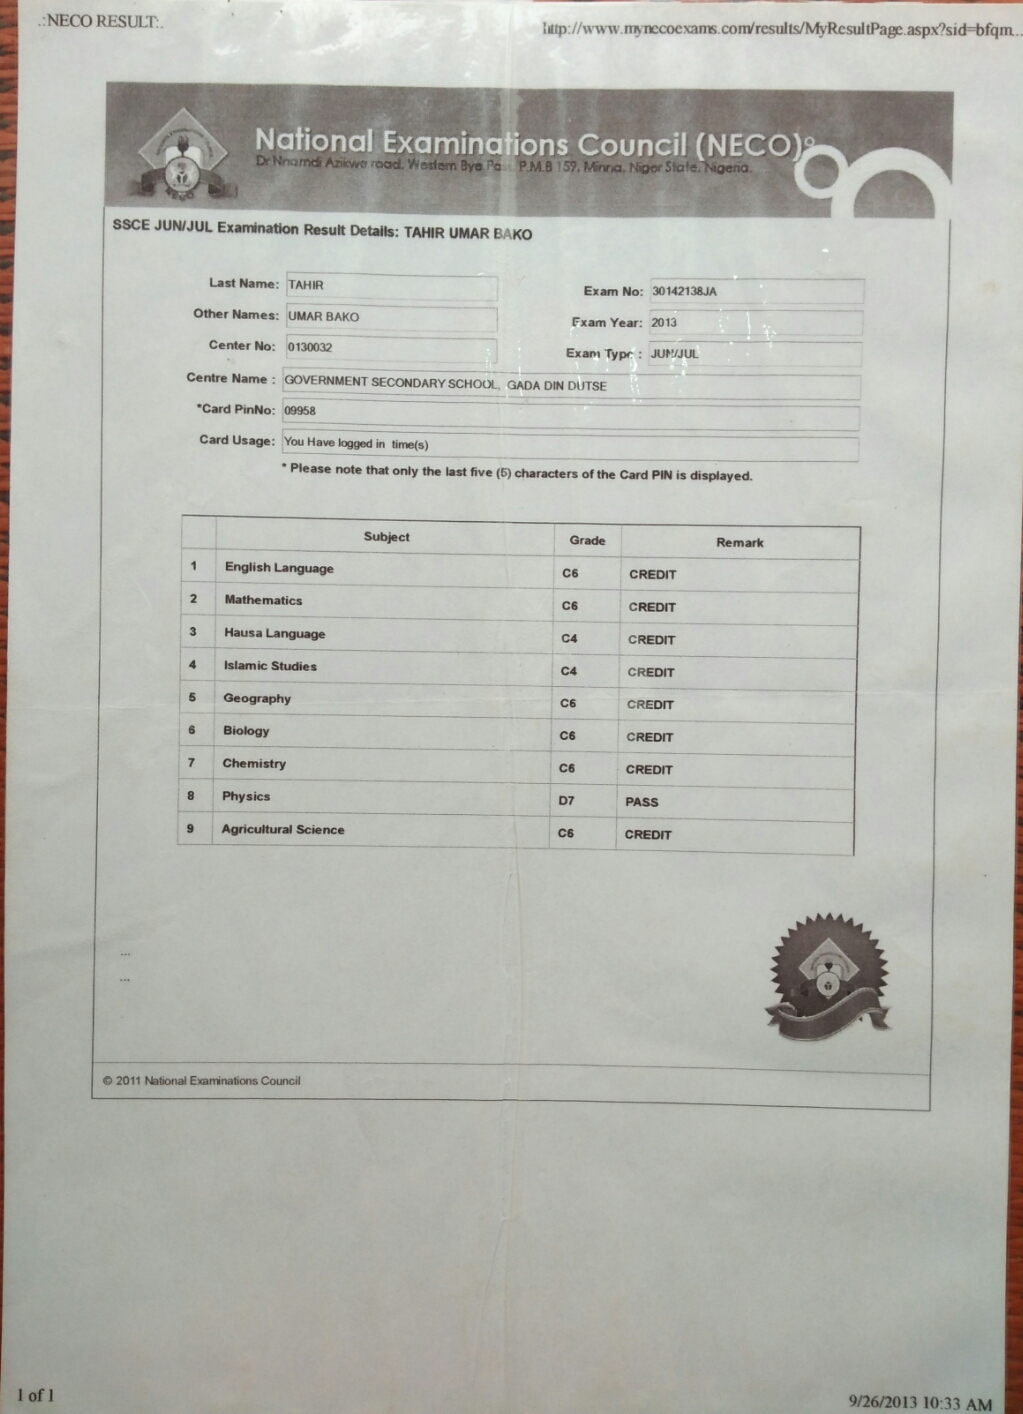 .:NECO RESULT:.
http://www.mynecoexams.com/results/MyResultPage.aspx?sid=bfqm...
National Examinations Council (NECO)
Dr Nnamdi Azikwe road, Western Bye Pass P.M.B 159, Minna, Niger State, Nigeria.
NECO
SSCE JUN/JUL Examination Result Details: TAHIR UMAR BAKO
Last Name: TAHIR
Exam No: 30142138JA
Other Names: UMAR BAKO
Exam Year: 2013
Center No: 0130032
Exam Type : JUN/JUL
Centre Name : GOVERNMENT SECONDARY SCHOOL, GADA DIN DUTSE
*Card PinNo: 09958
Card Usage: You Have logged in time(s)
* Please note that only the last five (5) characters of the Card PIN is displayed.
Subject Grade Remark
1 English Language C6 CREDIT
2 Mathematics C6 CREDIT
3 Hausa Language C4 CREDIT
4 Islamic Studies C4 CREDIT
5 Geography C6 CREDIT
6 Biology C6 CREDIT
7 Chemistry C6 CREDIT
8 Physics D7 PASS
9 Agricultural Science C6 CREDIT
...
...
© 2011 National Examinations Council
1 of 1
9/26/2013 10:33 AM